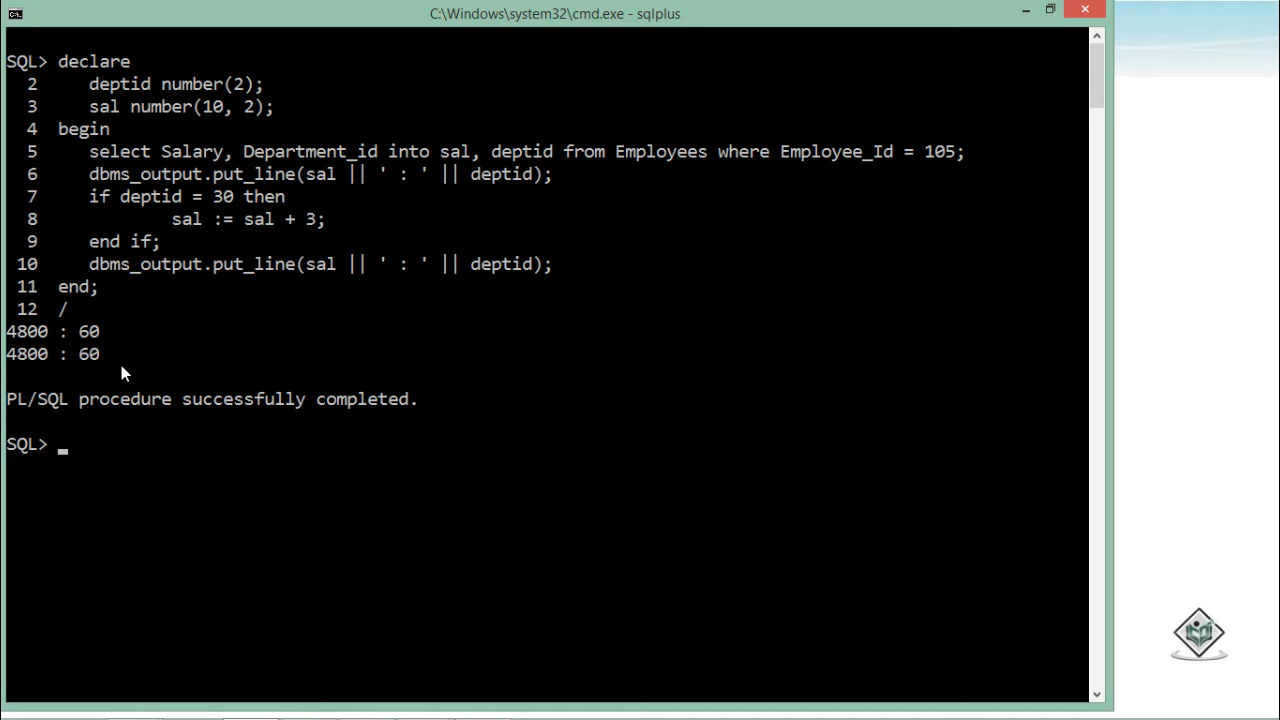 C:\Windows\system32\cmd.exe - sqlplus
SQL> declare
  2     deptid number(2);
  3     sal number(10, 2);
  4  begin
  5     select Salary, Department_id into sal, deptid from Employees where Employee_Id = 105;
  6     dbms_output.put_line(sal || ' : ' || deptid);
  7     if deptid = 30 then
  8             sal := sal + 3;
  9     end if;
 10     dbms_output.put_line(sal || ' : ' || deptid);
 11  end;
 12  /
4800 : 60
4800 : 60
PL/SQL procedure successfully completed.
SQL> _